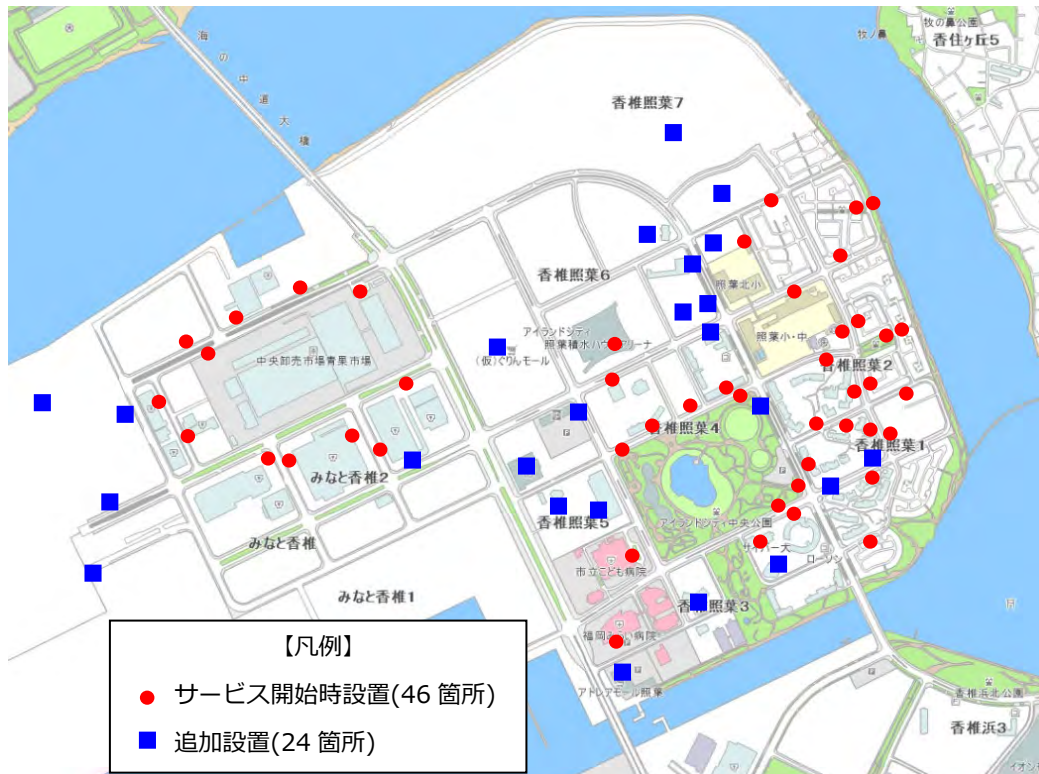 牧の鼻公園
牧ノ鼻
香住ヶ丘5
海の中道大橋
香椎照葉7
香椎照葉6
照葉北小
アイランドシティ
照葉積水ハウスアリーナ
照葉小・中
(仮)ぐりんモール
中央卸売市場青果市場
香椎照葉2
香椎照葉4
香椎照葉1
みなと香椎2
香椎照葉5
アイランドシティ中央公園
みなと香椎
サイバー大
ローソン
市立こども病院
みなと香椎1
香椎照葉3
福岡みらい病院
アドレアモール照葉
香椎浜北公園
香椎浜3
イオンモ
【凡例】
サービス開始時設置(46 箇所)
追加設置(24 箇所)